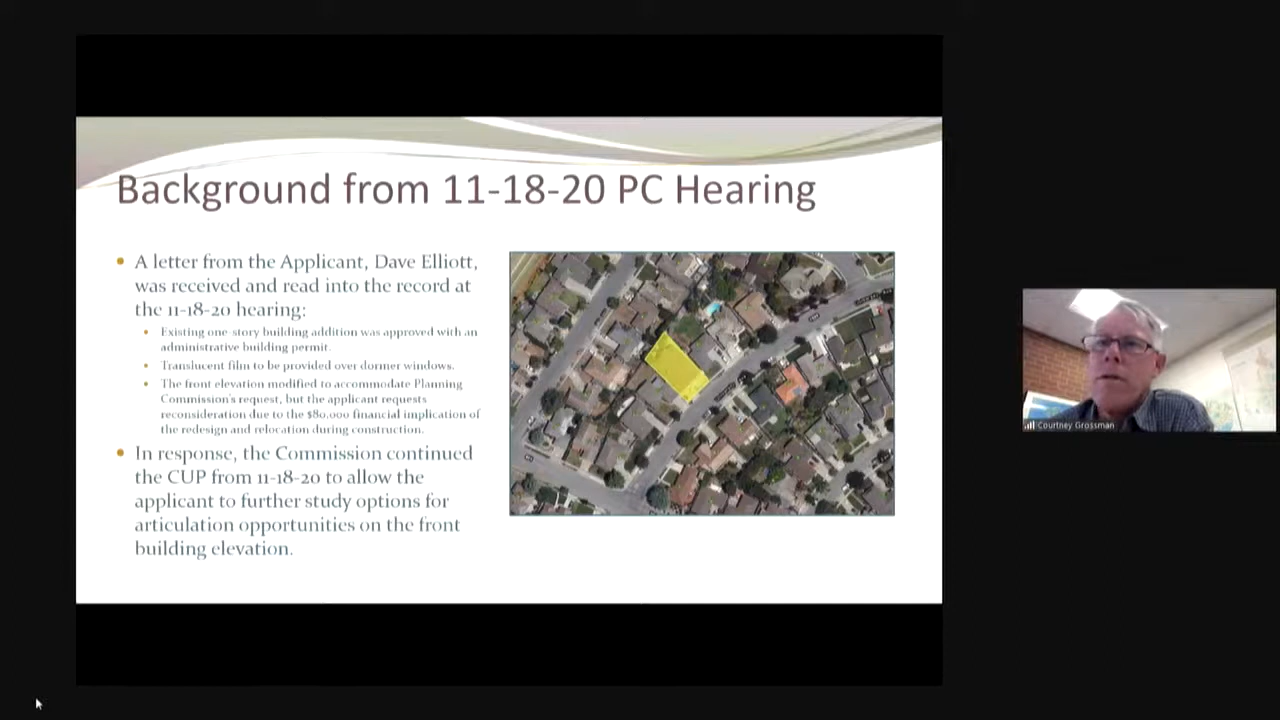 Background from 11-18-20 PC Hearing
A letter from the Applicant, Dave Elliott,
was received and read into the record at
the 11-18-20 hearing:
Existing one-story building addition was approved with an
administrative building permit.
Translucent film to be provided over dormer windows.
The front elevation modified to accommodate Planning
Commission's request, but the applicant requests
reconsideration due to the $80,000 financial implication of
the redesign and relocation during construction.
In response, the Commission continued
the CUP from 11-18-20 to allow the
applicant to further study options for
articulation opportunities on the front
building elevation.
Courtney Grossman